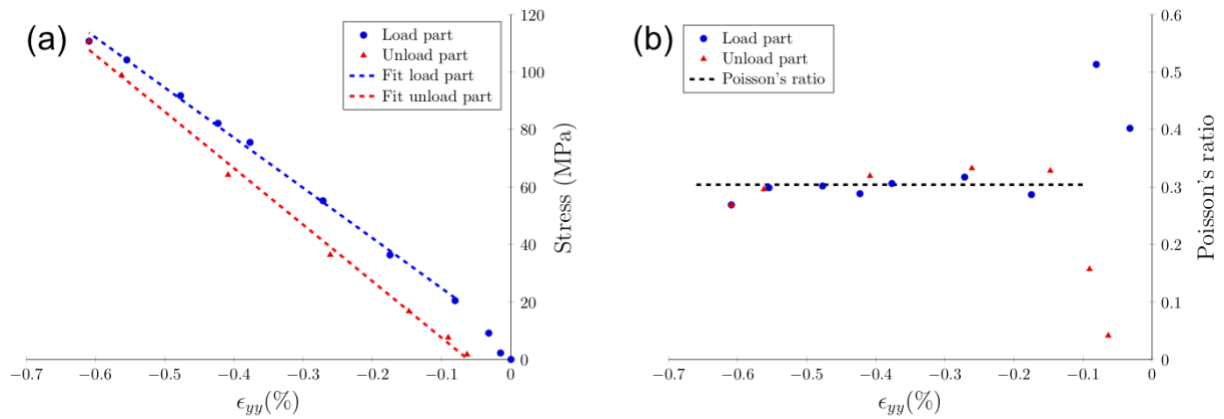 (a)
Load part
Unload part
Fit load part
Fit unload part
120
100
80
60
40
20
0
Stress (MPa)
−0.7
−0.6
−0.5
−0.4
−0.3
−0.2
−0.1
0
ϵyy(%)
(b)
Load part
Unload part
Poisson's ratio
0.6
0.5
0.4
0.3
0.2
0.1
0
Poisson's ratio
−0.7
−0.6
−0.5
−0.4
−0.3
−0.2
−0.1
0
ϵyy(%)